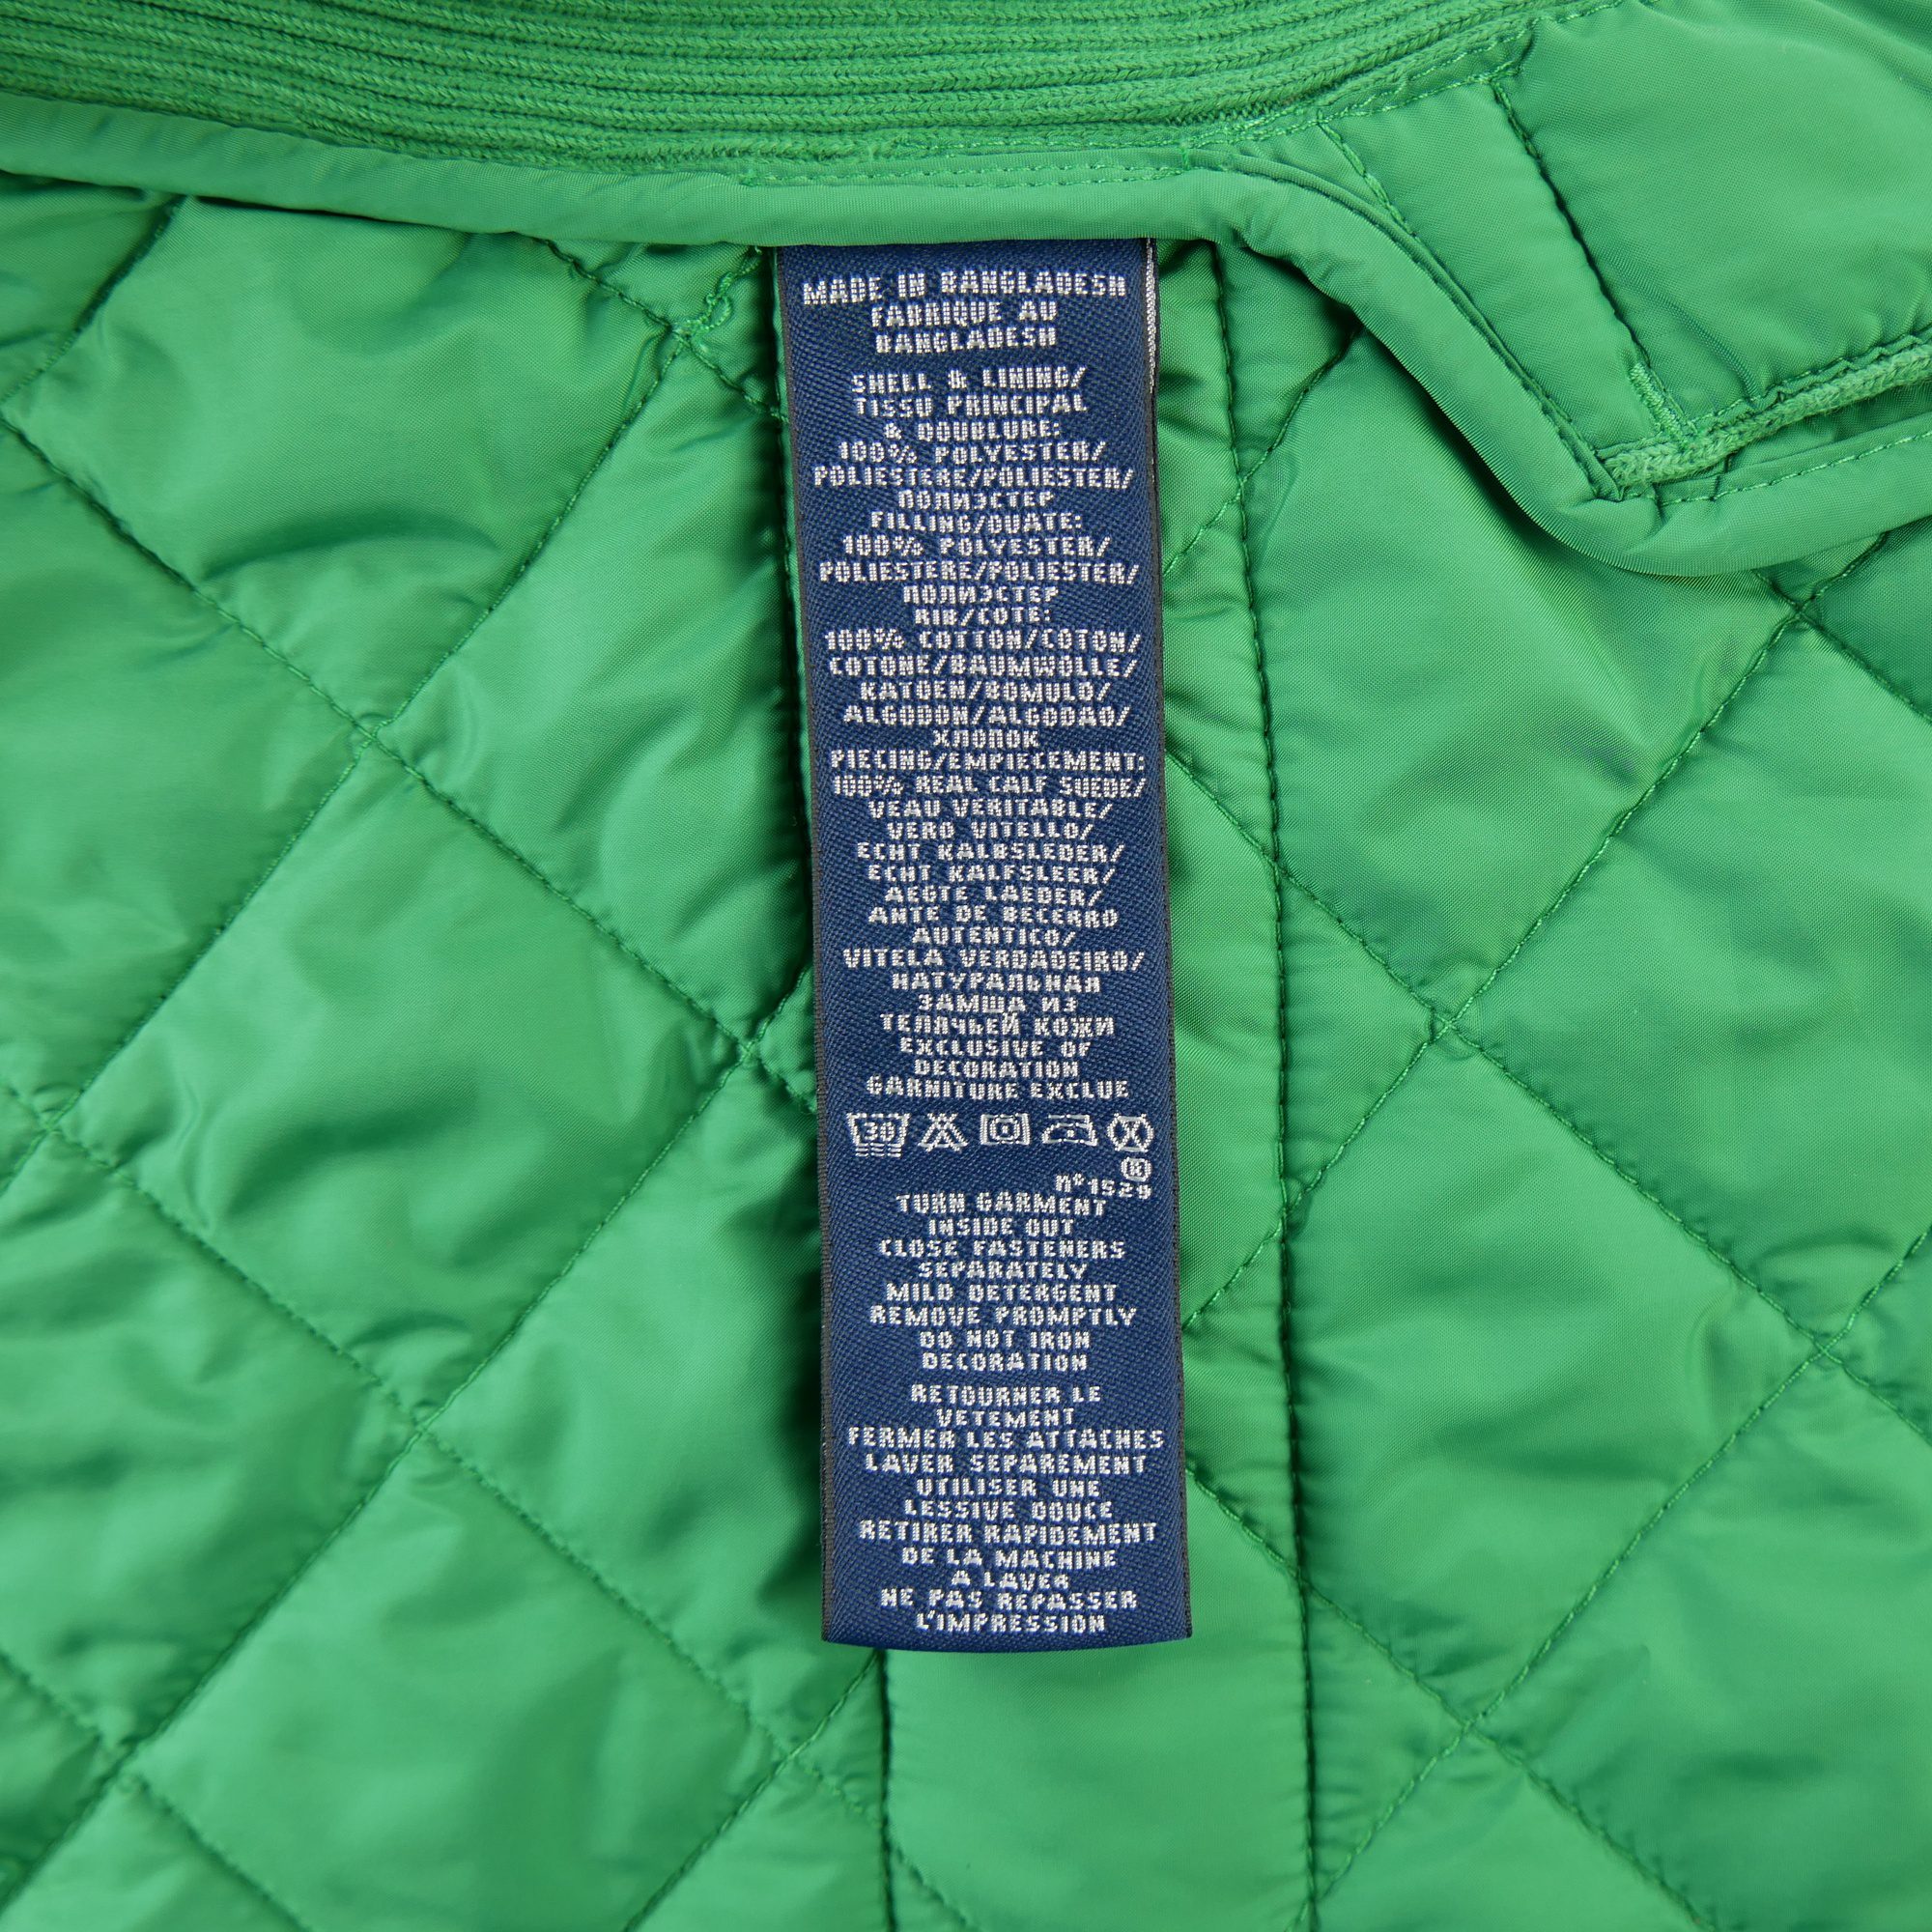 MADE IN BANGLADESH
FABRIQUE AU
BANGLADESH
SHELL & LINING/
TISSU PRINCIPAL
& DOUBLURE:
100% POLYESTER/
POLIESTERE/POLIESTER/
ПОЛИЭСТЕР
FILLING/OUATE:
100% POLYESTER/
POLIESTERE/POLIESTER/
ПОЛИЭСТЕР
RIB/COTE:
100% COTTON/COTON/
COTONE/BAUMWOLLE/
KATOEN/BOMULD/
ALGODON/ALGODAO/
ХЛОПОК
PIECING/EMPIECEMENT:
100% REAL CALF SUEDE/
VEAU VERITABLE/
VERO VITELLO/
ECHT KALBSLEDER/
ECHT KALFSLEER/
AEGTE LAEDER/
ANTE DE BECERRO
AUTENTICO/
VITELA VERDADEIRO/
НАТУРАЛЬНАЯ
ЗАМША ИЗ
ТЕЛЯЧЬЕЙ КОЖИ
EXCLUSIVE OF
DECORATION
GARNITURE EXCLUE
30
®
n°1529
TURN GARMENT
INSIDE OUT
CLOSE FASTENERS
SEPARATELY
MILD DETERGENT
REMOVE PROMPTLY
DO NOT IRON
DECORATION
RETOURNER LE
VETEMENT
FERMER LES ATTACHES
LAVER SEPAREMENT
UTILISER UNE
LESSIVE DOUCE
RETIRER RAPIDEMENT
DE LA MACHINE
A LAVER
NE PAS REPASSER
L'IMPRESSION